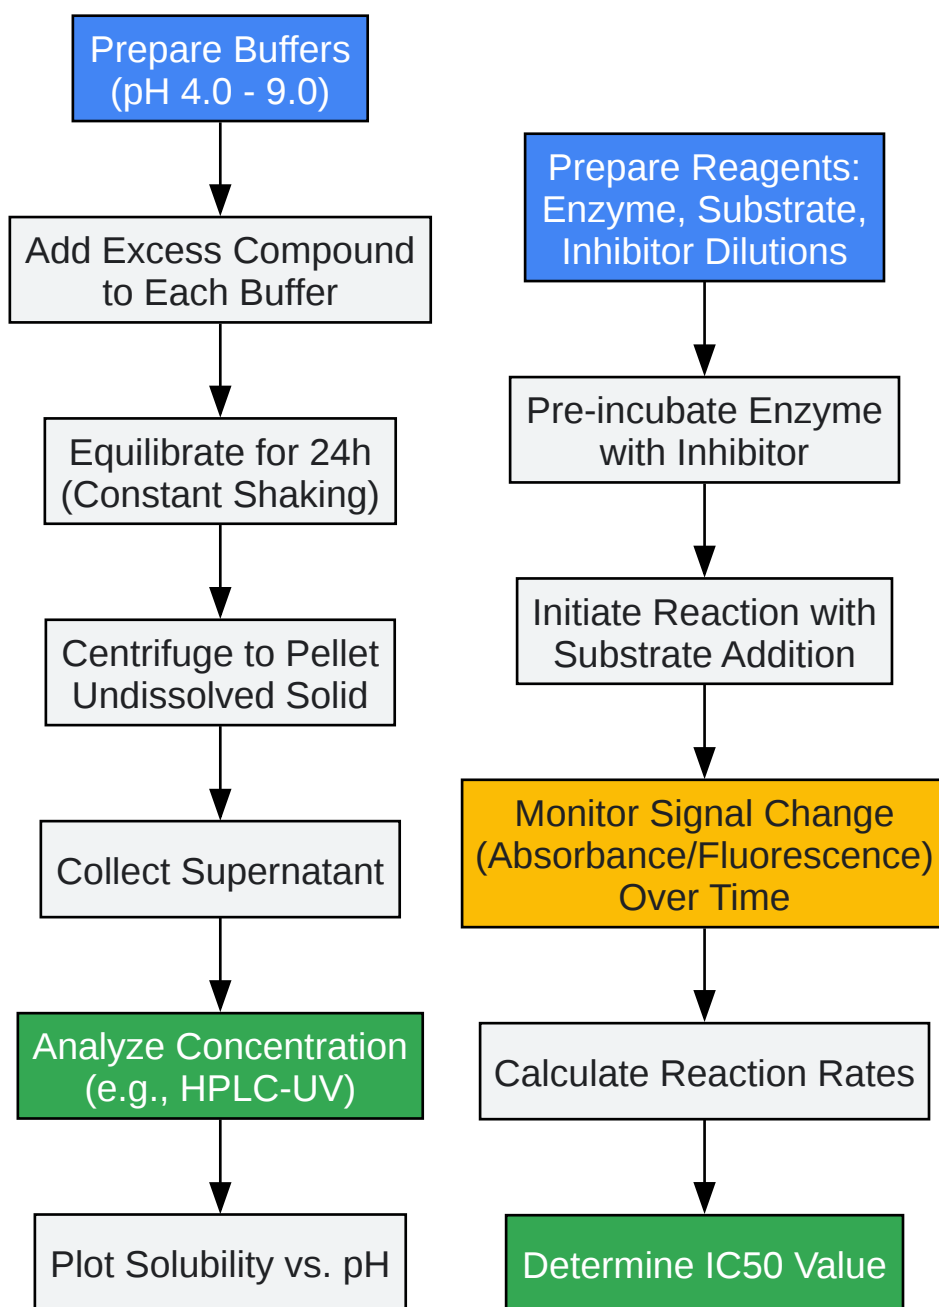 Prepare Buffers
(pH 4.0 - 9.0)
Add Excess Compound
to Each Buffer
Equilibrate for 24h
(Constant Shaking)
Centrifuge to Pellet
Undissolved Solid
Collect Supernatant
Analyze Concentration
(e.g., HPLC-UV)
Plot Solubility vs. pH
Prepare Reagents:
Enzyme, Substrate,
Inhibitor Dilutions
Pre-incubate Enzyme
with Inhibitor
Initiate Reaction with
Substrate Addition
Monitor Signal Change
(Absorbance/Fluorescence)
Over Time
Calculate Reaction Rates
Determine IC50 Value